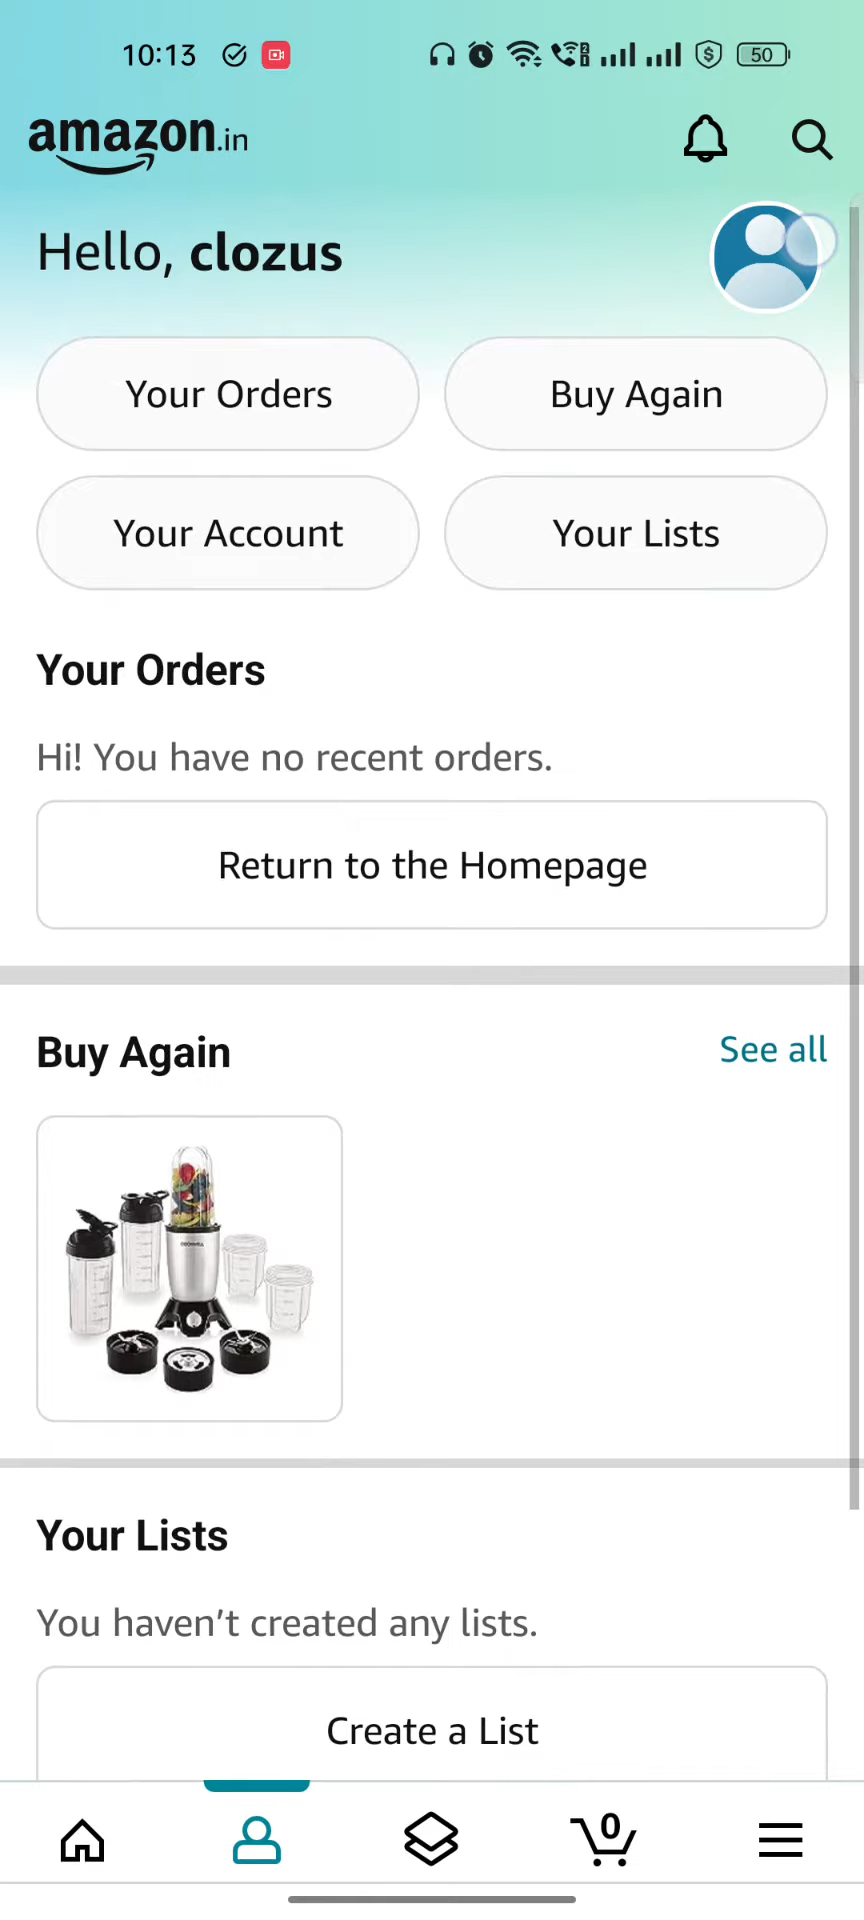 10:13
50
amazon.in
Hello, clozus
Your Orders
Buy Again
Your Account
Your Lists
Your Orders
Hi! You have no recent orders.
Return to the Homepage
Buy Again
See all
Your Lists
You haven't created any lists.
Create a List
0